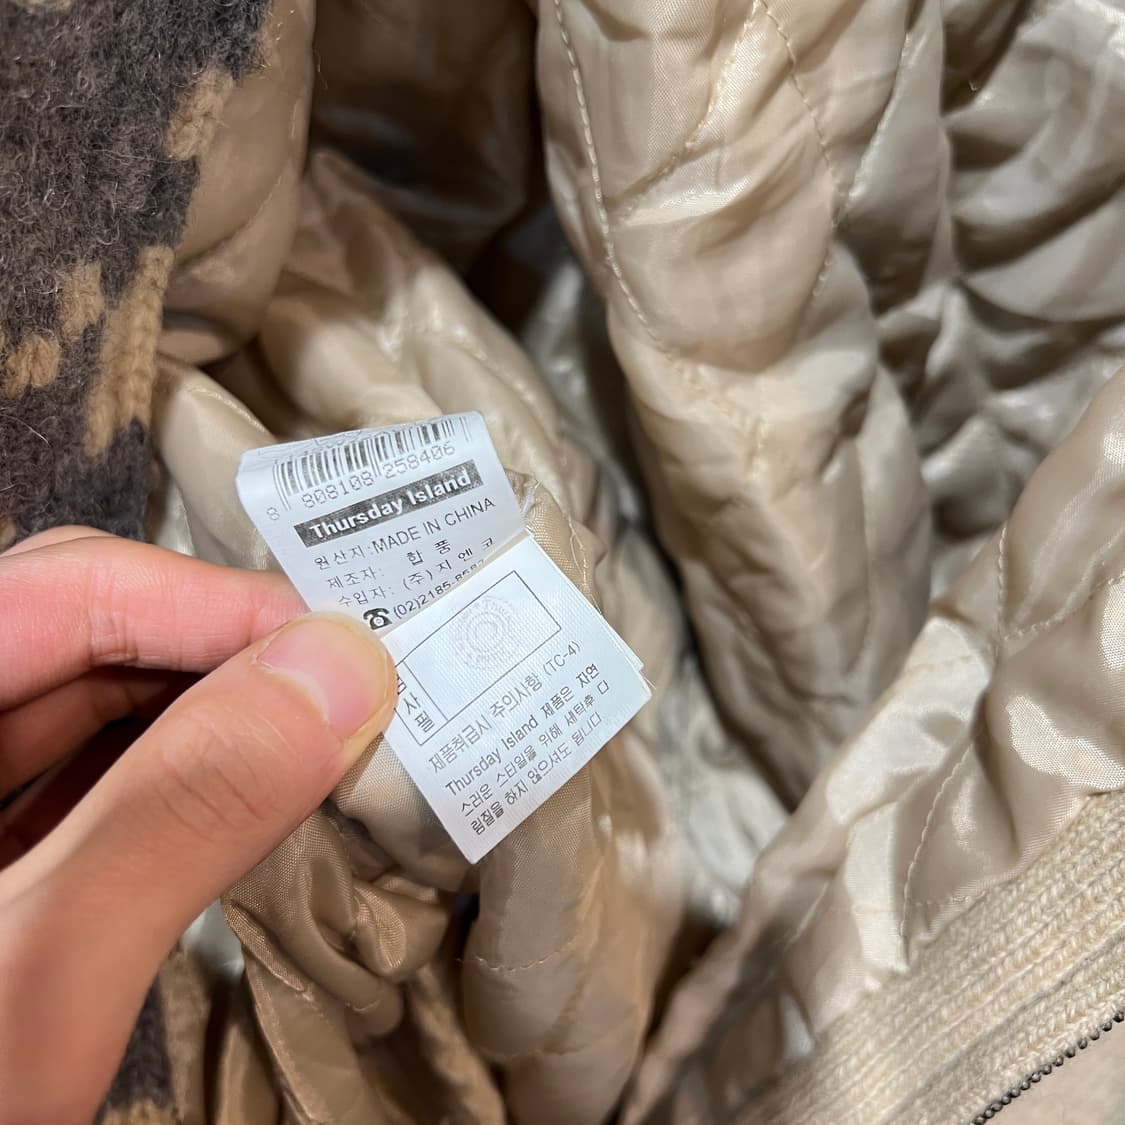 8 808108 258406
Thursday Island
원산지:MADE IN CHINA
제조자: 합 풍
수입자: (주) 지 엔 코
☎(02)2185-
필
제품취급시 주의사항 (TC-4)
Thursday Island 제품은 자연
스러운 스타일을 위해 세탁후 다
림질을 하지 않으셔도 됩니다